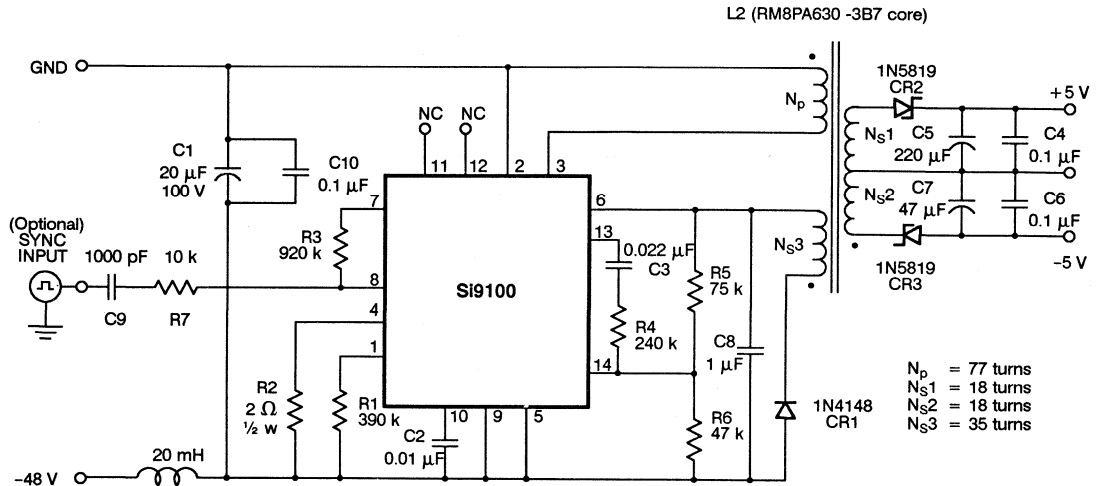 L2 (RM8PA630 -3B7 core)
GND
NC
NC
Np
1N5819
CR2
+5 V
C1
20 µF
100 V
C10
0.1 µF
11
12
2
3
NS1
C5
220 µF
C4
0.1 µF
NS2
C7
47 µF
C6
0.1 µF
1N5819
CR3
−5 V
(Optional)
SYNC
INPUT
1000 pF
10 k
C9
R7
7
R3
920 k
8
4
1
Si9100
6
13
0.022 µF
C3
R4
240 k
14
R5
75 k
NS3
C8
1 µF
R2
2 Ω
½ w
R1
390 k
10
9
5
C2
0.01 µF
R6
47 k
1N4148
CR1
Np = 77 turns
NS1 = 18 turns
NS2 = 18 turns
NS3 = 35 turns
−48 V
20 mH